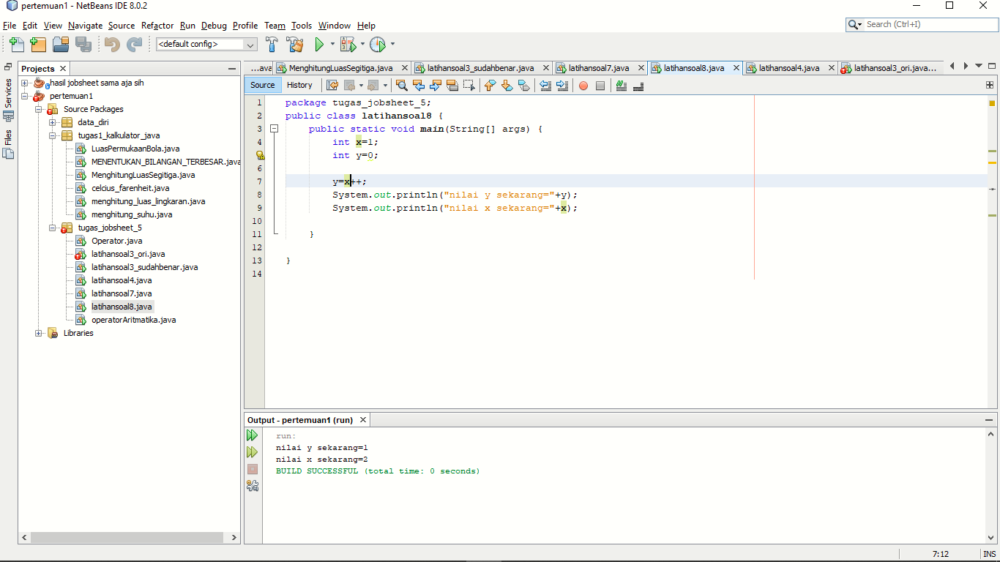 pertemuan1 - NetBeans IDE 8.0.2
File Edit View Navigate Source Refactor Run Debug Profile Team Tools Window Help
Search (Ctrl+I)
<default config>
Services
Files
Projects
hasil jobsheet sama aja sih
pertemuan1
Source Packages
data_diri
tugas1_kalkulator_java
LuasPermukaanBola.java
MENENTUKAN_BILANGAN_TERBESAR.java
MenghitungLuasSegitiga.java
celcius_farenheit.java
menghitung_luas_lingkaran.java
menghitung_suhu.java
tugas_jobsheet_5
Operator.java
latihansoal3_ori.java
latihansoal3_sudahbenar.java
latihansoal4.java
latihansoal7.java
latihansoal8.java
operatorAritmatika.java
Libraries
...ava MenghitungLuasSegitiga.java latihansoal3_sudahbenar.java latihansoal7.java latihansoal8.java latihansoal4.java latihansoal3_ori.java...
Source History
1 package tugas_jobsheet_5;
2 public class latihansoal8 {
3 public static void main(String[] args) {
4 int x=1;
int y=0;
6
7 y=x++;
8 System.out.println("nilai y sekarang="+y);
9 System.out.println("nilai x sekarang="+x);
10
11 }
12
13 }
14
Output - pertemuan1 (run)
run:
nilai y sekarang=1
nilai x sekarang=2
BUILD SUCCESSFUL (total time: 0 seconds)
7:12 INS